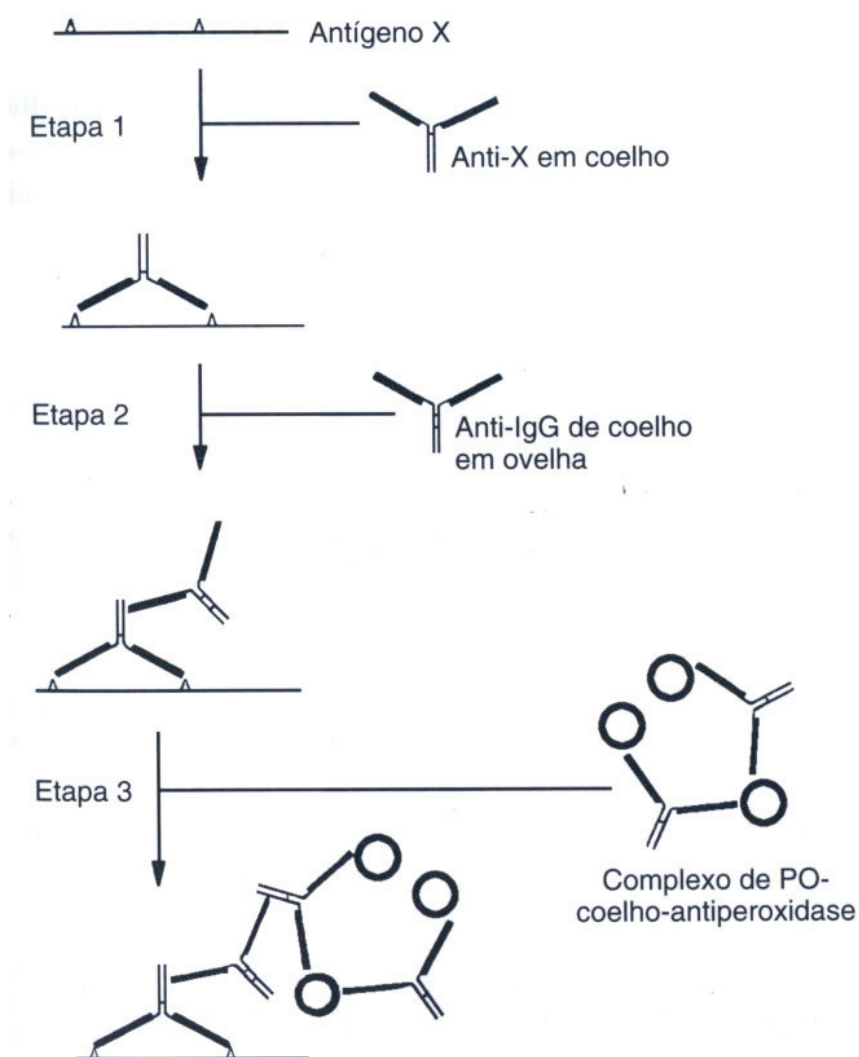 Antígeno X
Etapa 1
Anti-X em coelho
Etapa 2
Anti-IgG de coelho
em ovelha
Etapa 3
Complexo de PO-
coelho-antiperoxidase